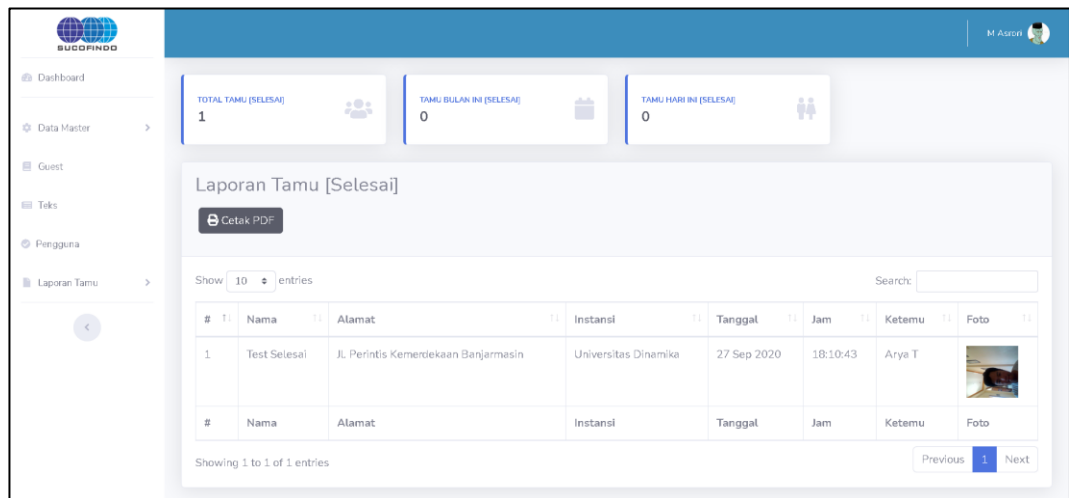 SUCOFINDO
M Asrori
Dashboard
Data Master
Guest
Teks
Pengguna
Laporan Tamu
TOTAL TAMU [SELESAI]
1
TAMU BULAN INI [SELESAI]
0
TAMU HARI INI [SELESAI]
0
Laporan Tamu [Selesai]
Cetak PDF
Show 10 entries
Search:
# Nama Alamat Instansi Tanggal Jam Ketemu Foto
1 Test Selesai JL Perintis Kemerdekaan Banjarmasin Universitas Dinamika 27 Sep 2020 18:10:43 Arya T
# Nama Alamat Instansi Tanggal Jam Ketemu Foto
Showing 1 to 1 of 1 entries
Previous 1 Next